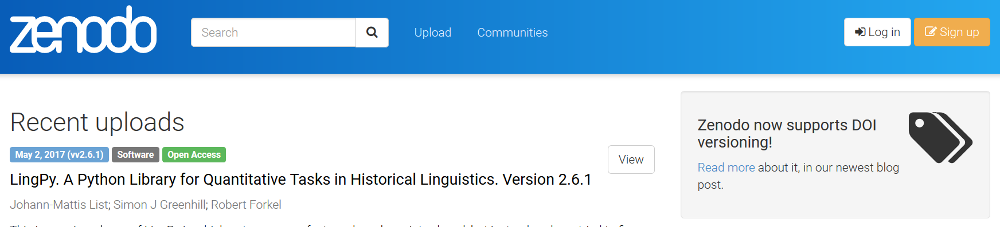 zenodo
Search
Upload
Communities
Log in
Sign up
Recent uploads
May 2, 2017 (vv2.6.1) Software Open Access
View
LingPy. A Python Library for Quantitative Tasks in Historical Linguistics. Version 2.6.1
Johann-Mattis List; Simon J Greenhill; Robert Forkel
Zenodo now supports DOI
versioning!
Read more about it, in our newest blog
post.